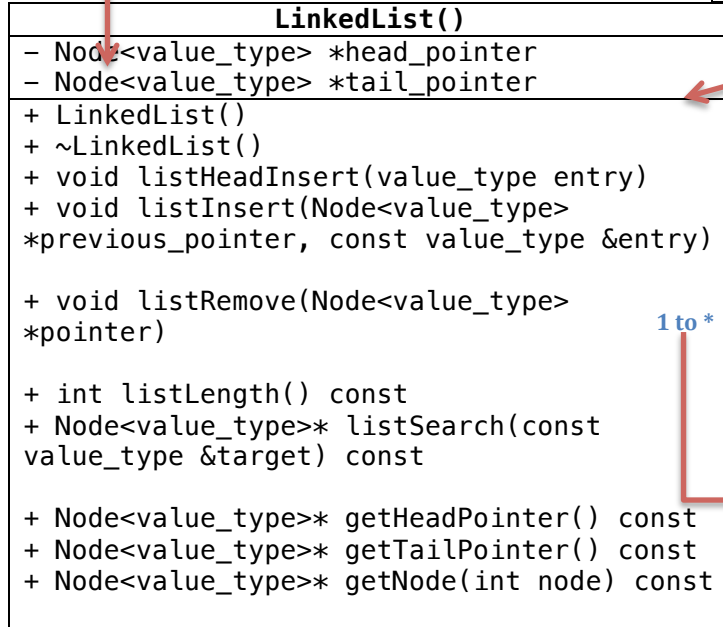 LinkedList()
– Node<value_type> *head_pointer
– Node<value_type> *tail_pointer
+ LinkedList()
+ ~LinkedList()
+ void listHeadInsert(value_type entry)
+ void listInsert(Node<value_type>
*previous_pointer, const value_type &entry)
+ void listRemove(Node<value_type>
*pointer)
1 to *
+ int listLength() const
+ Node<value_type>* listSearch(const
value_type &target) const
+ Node<value_type>* getHeadPointer() const
+ Node<value_type>* getTailPointer() const
+ Node<value_type>* getNode(int node) const